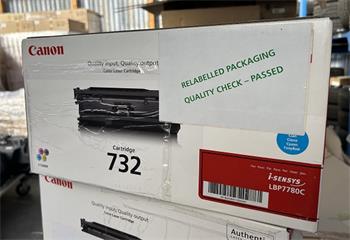 Canon
Quality input, Quality output
Color Laser Cartridge
RELABELLED PACKAGING
QUALITY CHECK – PASSED
Cartridge
732
i-SENSYS
LBP7780C
Canon
Quality input, Quality output
Authenti